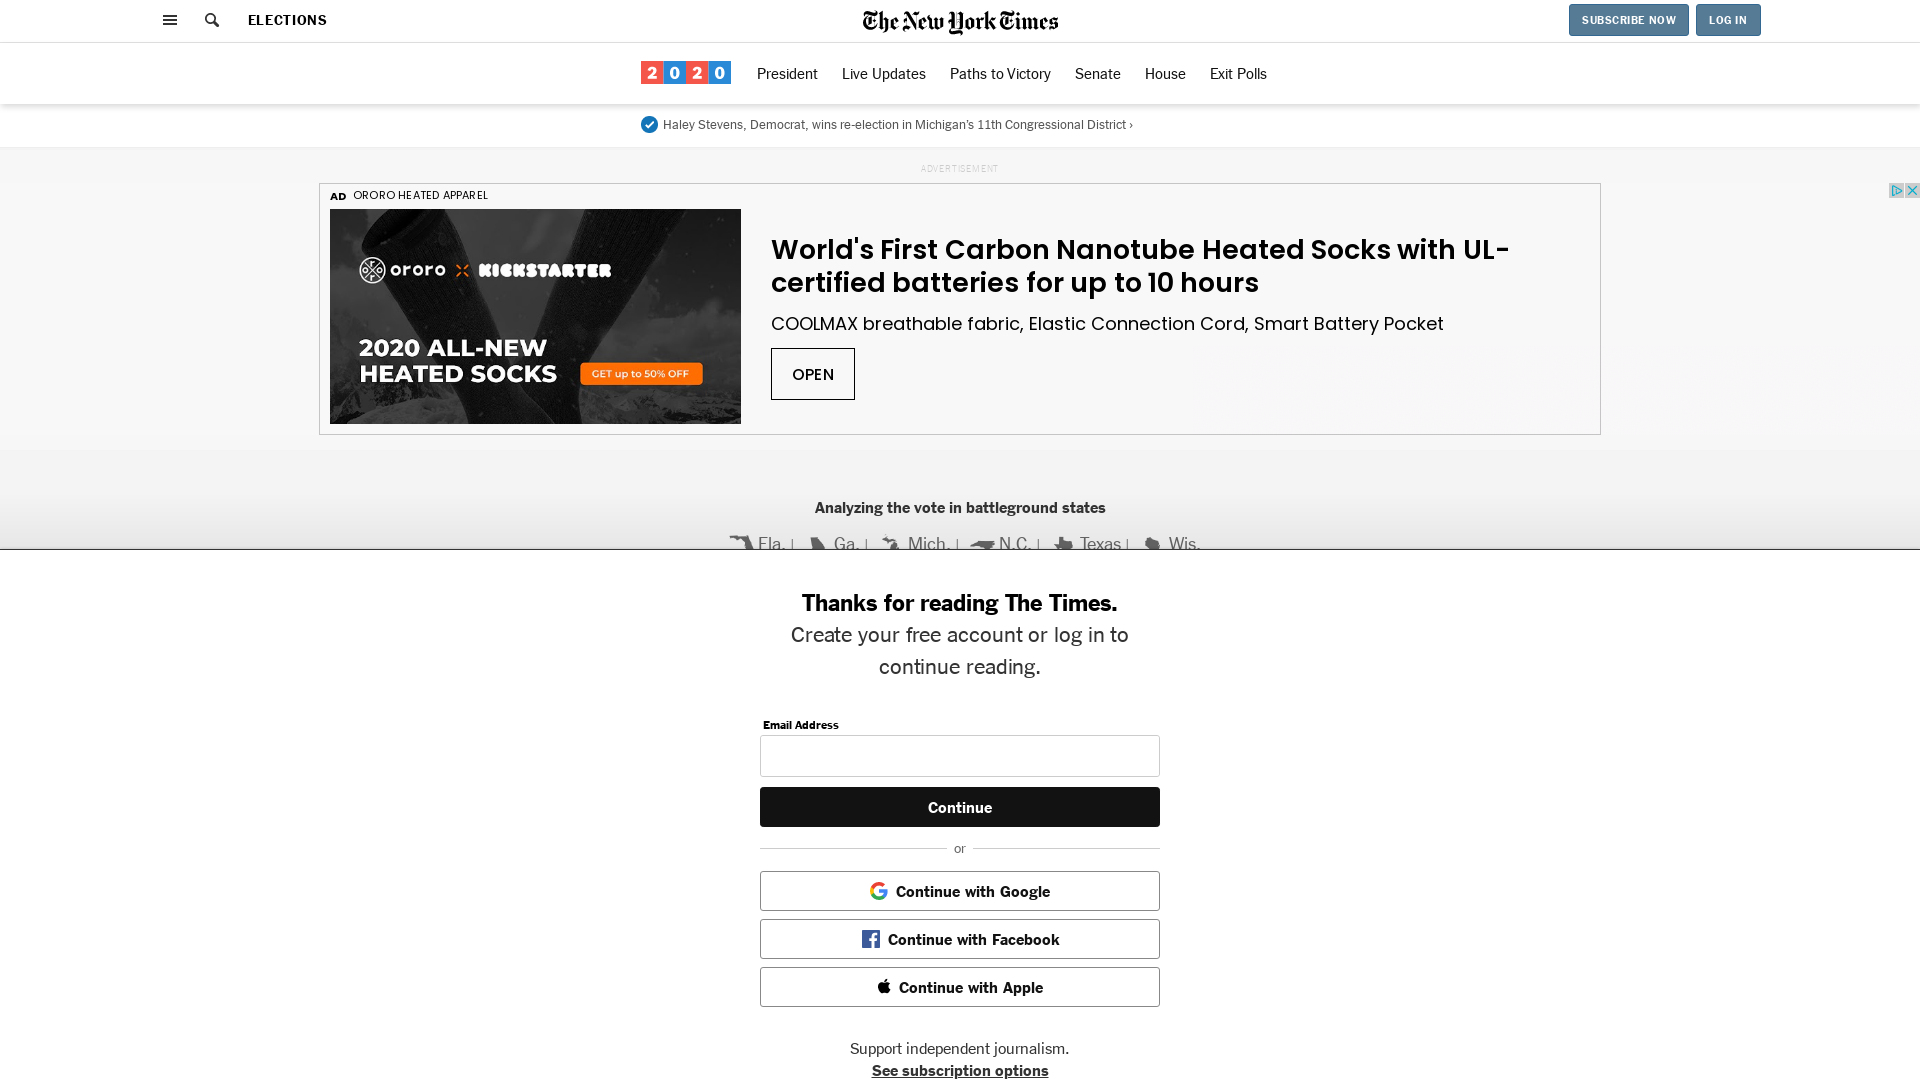 ELECTIONS
The New York Times
SUBSCRIBE NOW
LOG IN
2020
President
Live Updates
Paths to Victory
Senate
House
Exit Polls
Haley Stevens, Democrat, wins re-election in Michigan’s 11th Congressional District ›
ADVERTISEMENT
AD ORORO HEATED APPAREL
ororo KICKSTARTER
2020 ALL-NEW
HEATED SOCKS
GET up to 50% OFF
World's First Carbon Nanotube Heated Socks with UL-
certified batteries for up to 10 hours
COOLMAX breathable fabric, Elastic Connection Cord, Smart Battery Pocket
OPEN
Analyzing the vote in battleground states
Fla. | Ga. | Mich. | N.C. | Texas | Wis.
Thanks for reading The Times.
Create your free account or log in to
continue reading.
Email Address
Continue
or
Continue with Google
Continue with Facebook
Continue with Apple
Support independent journalism.
See subscription options